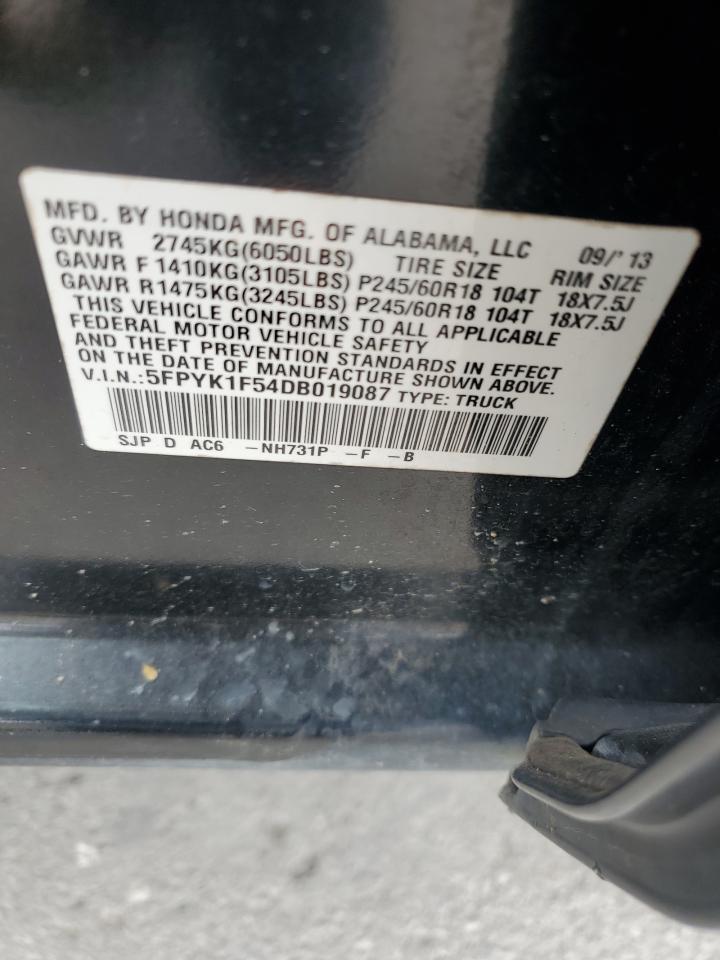 MFD. BY HONDA MFG. OF ALABAMA, LLC 09/'13
GVWR 2745KG(6050LBS) TIRE SIZE RIM SIZE
GAWR F1410KG(3105LBS) P245/60R18 104T 18X7.5J
GAWR R1475KG(3245LBS) P245/60R18 104T 18X7.5J
THIS VEHICLE CONFORMS TO ALL APPLICABLE
FEDERAL MOTOR VEHICLE SAFETY
AND THEFT PREVENTION STANDARDS IN EFFECT
ON THE DATE OF MANUFACTURE SHOWN ABOVE.
V.I.N.:5FPYK1F54DB019087 TYPE: TRUCK
SJP D AC6 -NH731P -F -B